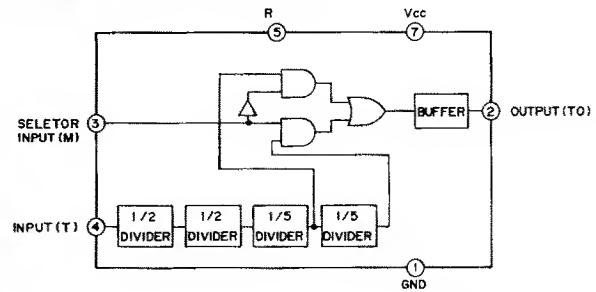 R
5
Vcc
7
SELETOR
INPUT (M)
3
BUFFER
2
OUTPUT (TO)
INPUT (T)
4
1/2
DIVIDER
1/2
DIVIDER
1/5
DIVIDER
1/5
DIVIDER
1
GND